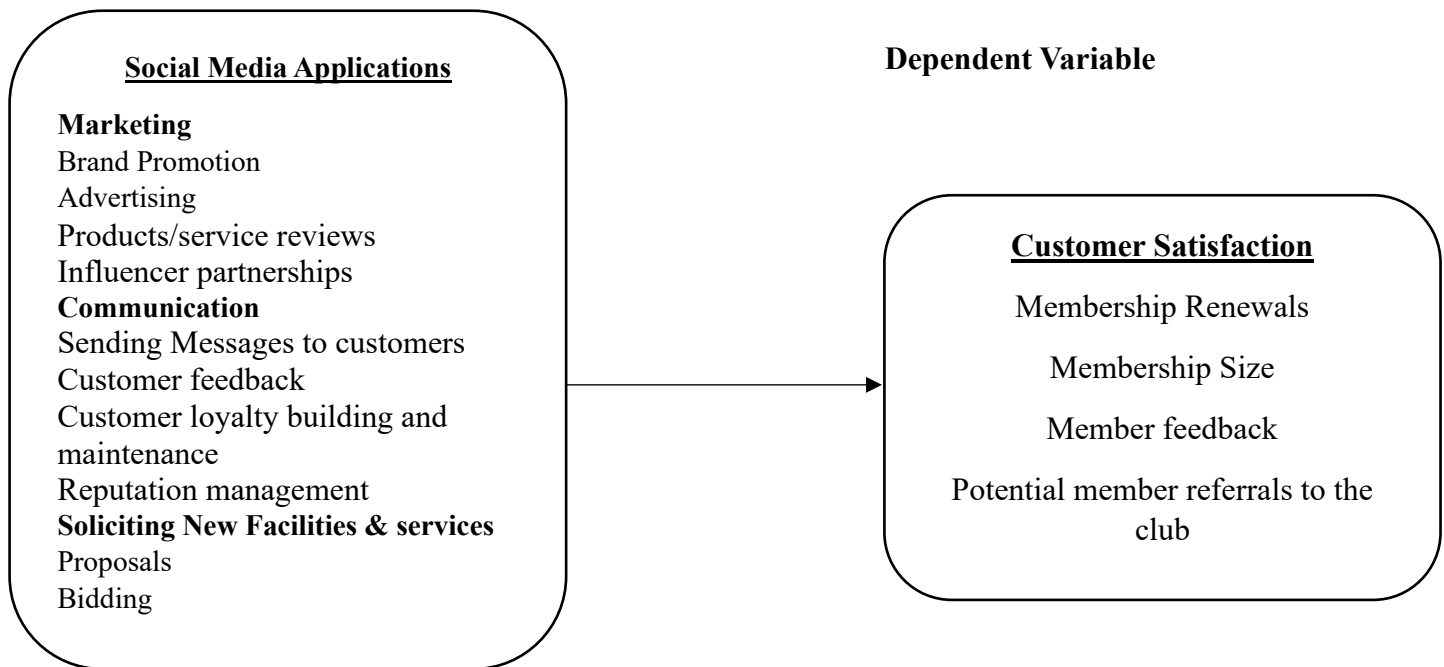 Social Media Applications
Marketing
Brand Promotion
Advertising
Products/service reviews
Influencer partnerships
Communication
Sending Messages to customers
Customer feedback
Customer loyalty building and
maintenance
Reputation management
Soliciting New Facilities & services
Proposals
Bidding
Dependent Variable
Customer Satisfaction
Membership Renewals
Membership Size
Member feedback
Potential member referrals to the
club